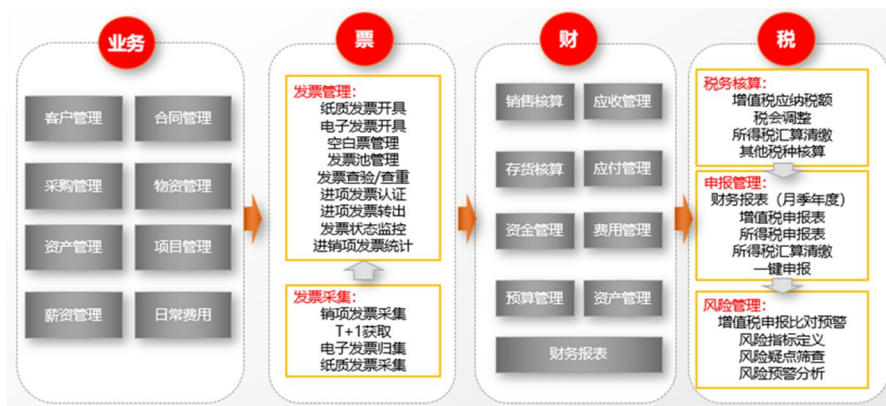 业务
客户管理
合同管理
采购管理
物资管理
资产管理
项目管理
薪资管理
日常费用
票
发票管理：
纸质发票开具
电子发票开具
空白票管理
发票池管理
发票查验/查重
进项发票认证
进项发票转出
发票状态监控
进销项发票统计
发票采集：
销项发票采集
T+1获取
电子发票归集
纸质发票采集
财
销售核算
应收管理
存货核算
应付管理
资金管理
费用管理
预算管理
资产管理
财务报表
税
税务核算：
增值税应纳税额
税会调整
所得税汇算清缴
其他税种核算
申报管理：
财务报表（月季年度）
增值税申报表
所得税申报表
所得税汇算清缴
一键申报
风险管理：
增值税申报比对预警
风险指标定义
风险疑点筛查
风险预警分析